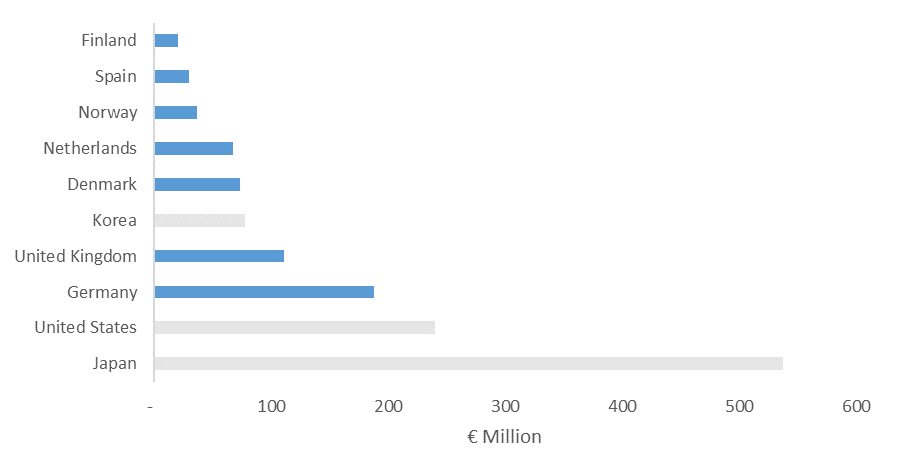 Finland
Spain
Norway
Netherlands
Denmark
Korea
United Kingdom
Germany
United States
Japan
- 100 200 300 400 500 600
€ Million